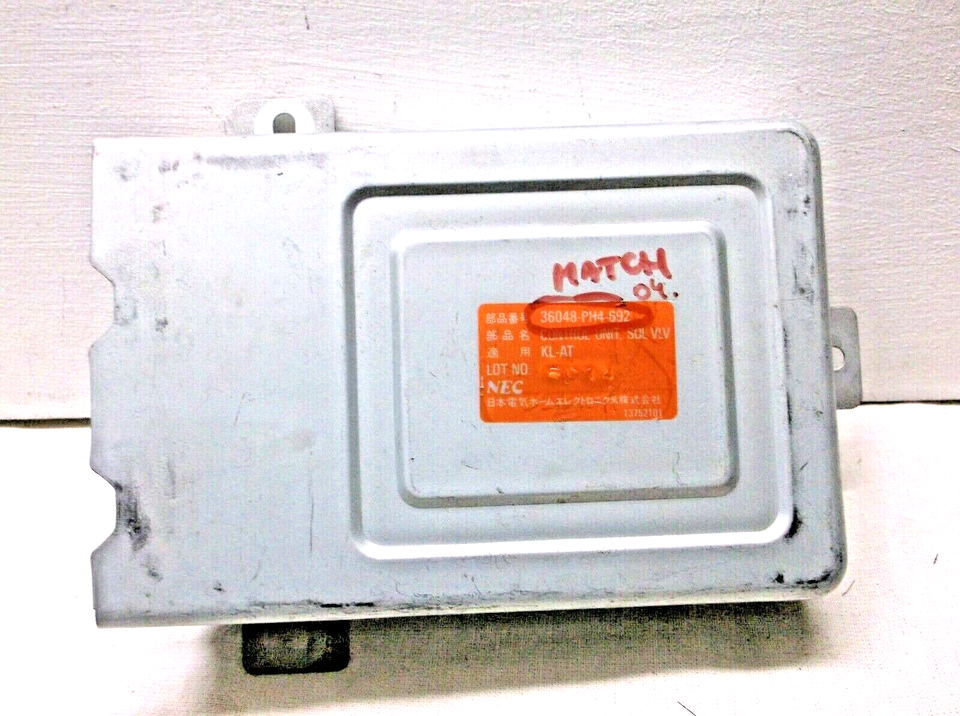 MATCH
04.
部品番号 36048-PH4-692
部品名 CONTROL UNIT, SOL VLV
適用 KL-AT
LOT NO
NEC
日本電気ホームエレクトロニクス株式会社
13752101